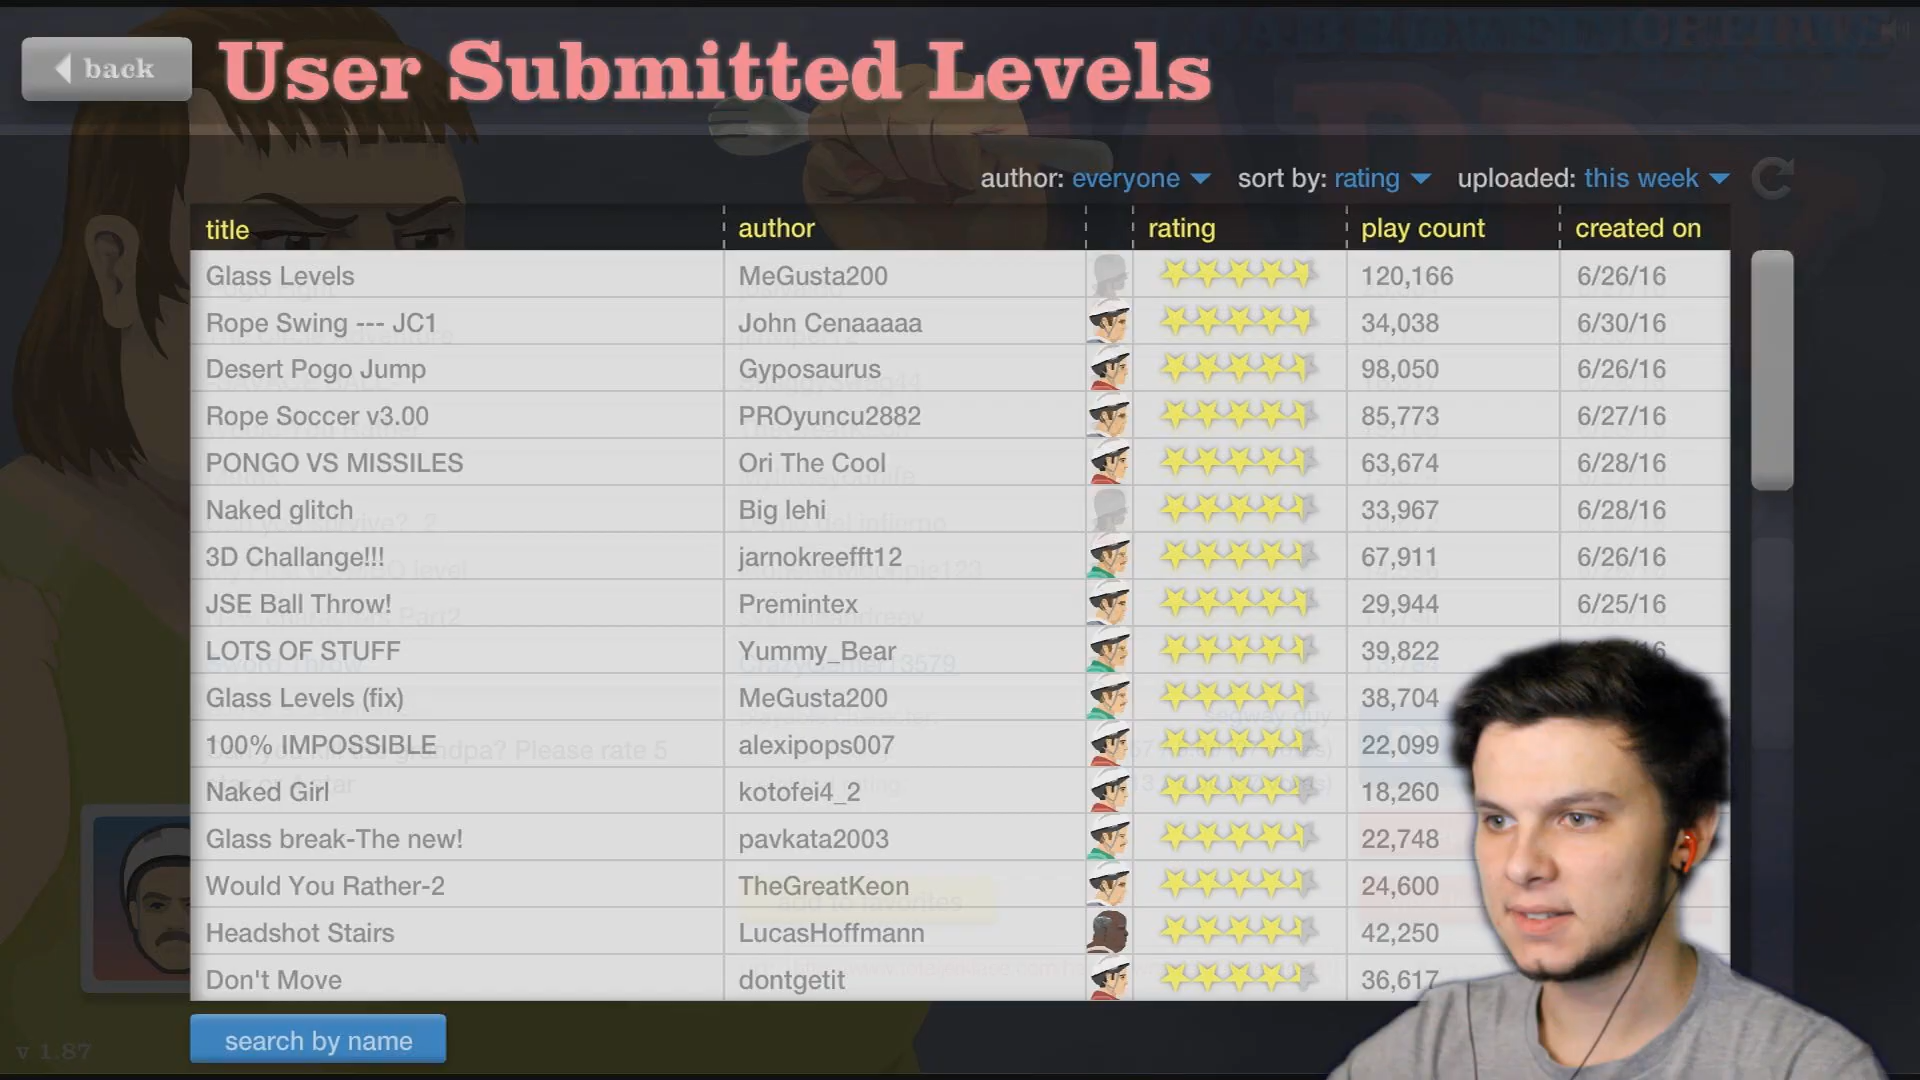 back
User Submitted Levels
author: everyone sort by: rating uploaded: this week
title author rating play count created on
Glass Levels MeGusta200 120,166 6/26/16
Rope Swing --- JC1 John Cenaaaaa 34,038 6/30/16
Desert Pogo Jump Gyposaurus 98,050 6/26/16
Rope Soccer v3.00 PROyuncu2882 85,773 6/27/16
PONGO VS MISSILES Ori The Cool 63,674 6/28/16
Naked glitch Big lehi 33,967 6/28/16
3D Challange!!! jarnokreefft12 67,911 6/26/16
JSE Ball Throw! Premintex 29,944 6/25/16
LOTS OF STUFF Yummy_Bear 39,822
Glass Levels (fix) MeGusta200 38,704
100% IMPOSSIBLE alexipops007 22,099
Naked Girl kotofei4_2 18,260
Glass break-The new! pavkata2003 22,748
Would You Rather-2 TheGreatKeon 24,600
Headshot Stairs LucasHoffmann 42,250
Don't Move dontgetit 36,617
search by name
v 1.87